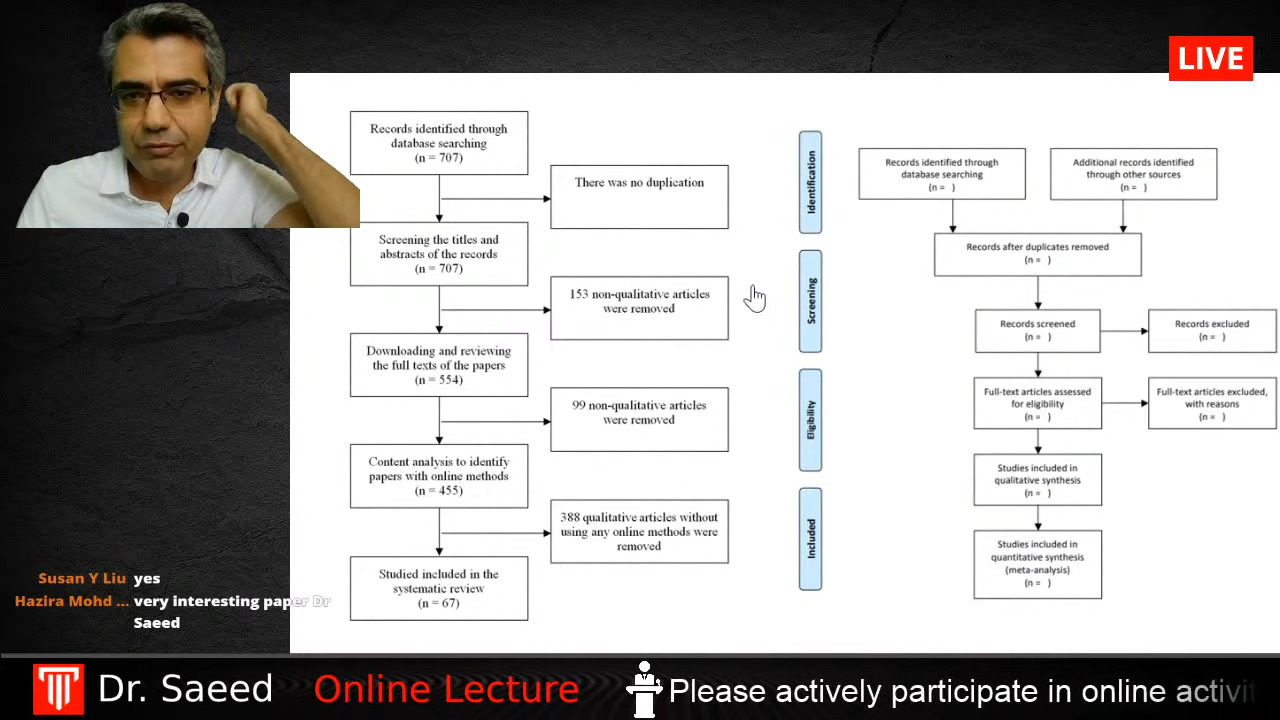 LIVE
Records identified through
database searching
(n = 707)
There was no duplication
Screening the titles and
abstracts of the records
(n = 707)
153 non-qualitative articles
were removed
Downloading and reviewing
the full texts of the papers
(n = 554)
99 non-qualitative articles
were removed
Content analysis to identify
papers with online methods
(n = 455)
388 qualitative articles without
using any online methods were
removed
Studied included in the
systematic review
(n = 67)
Identification
Screening
Eligibility
Included
Records identified through
database searching
(n = )
Additional records identified
through other sources
(n = )
Records after duplicates removed
(n = )
Records screened
(n = )
Records excluded
(n = )
Full-text articles assessed
for eligibility
(n = )
Full-text articles excluded,
with reasons
(n = )
Studies included in
qualitative synthesis
(n = )
Studies included in
quantitative synthesis
(meta-analysis)
(n = )
Susan Y Liu yes
Hazira Mohd ... very interesting paper Dr
Saeed
Dr. Saeed Online Lecture Please actively participate in online activit